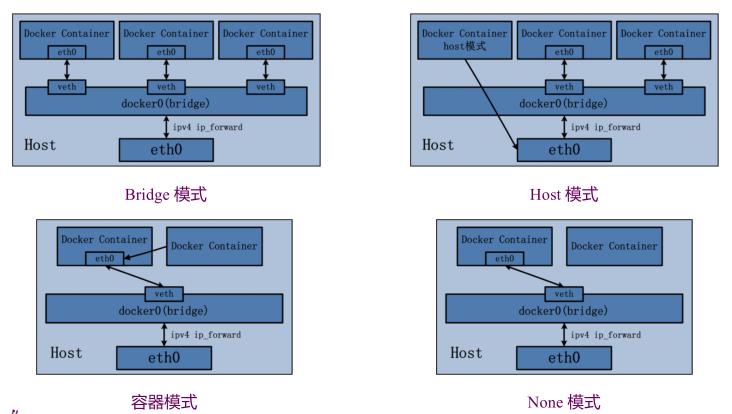 Docker Container Docker Container Docker Container
eth0 eth0 eth0
veth veth veth
docker0(bridge)
ipv4 ip_forward
Host
eth0
Bridge 模式
Docker Container Docker Container Docker Container
host模式
eth0 eth0
veth veth
docker0(bridge)
ipv4 ip_forward
Host
eth0
Host 模式
Docker Container
Docker Container
eth0
veth
docker0(bridge)
ipv4 ip_forward
Host
eth0
容器模式
Docker Container Docker Container
eth0
veth
docker0(bridge)
ipv4 ip_forward
Host
eth0
None 模式